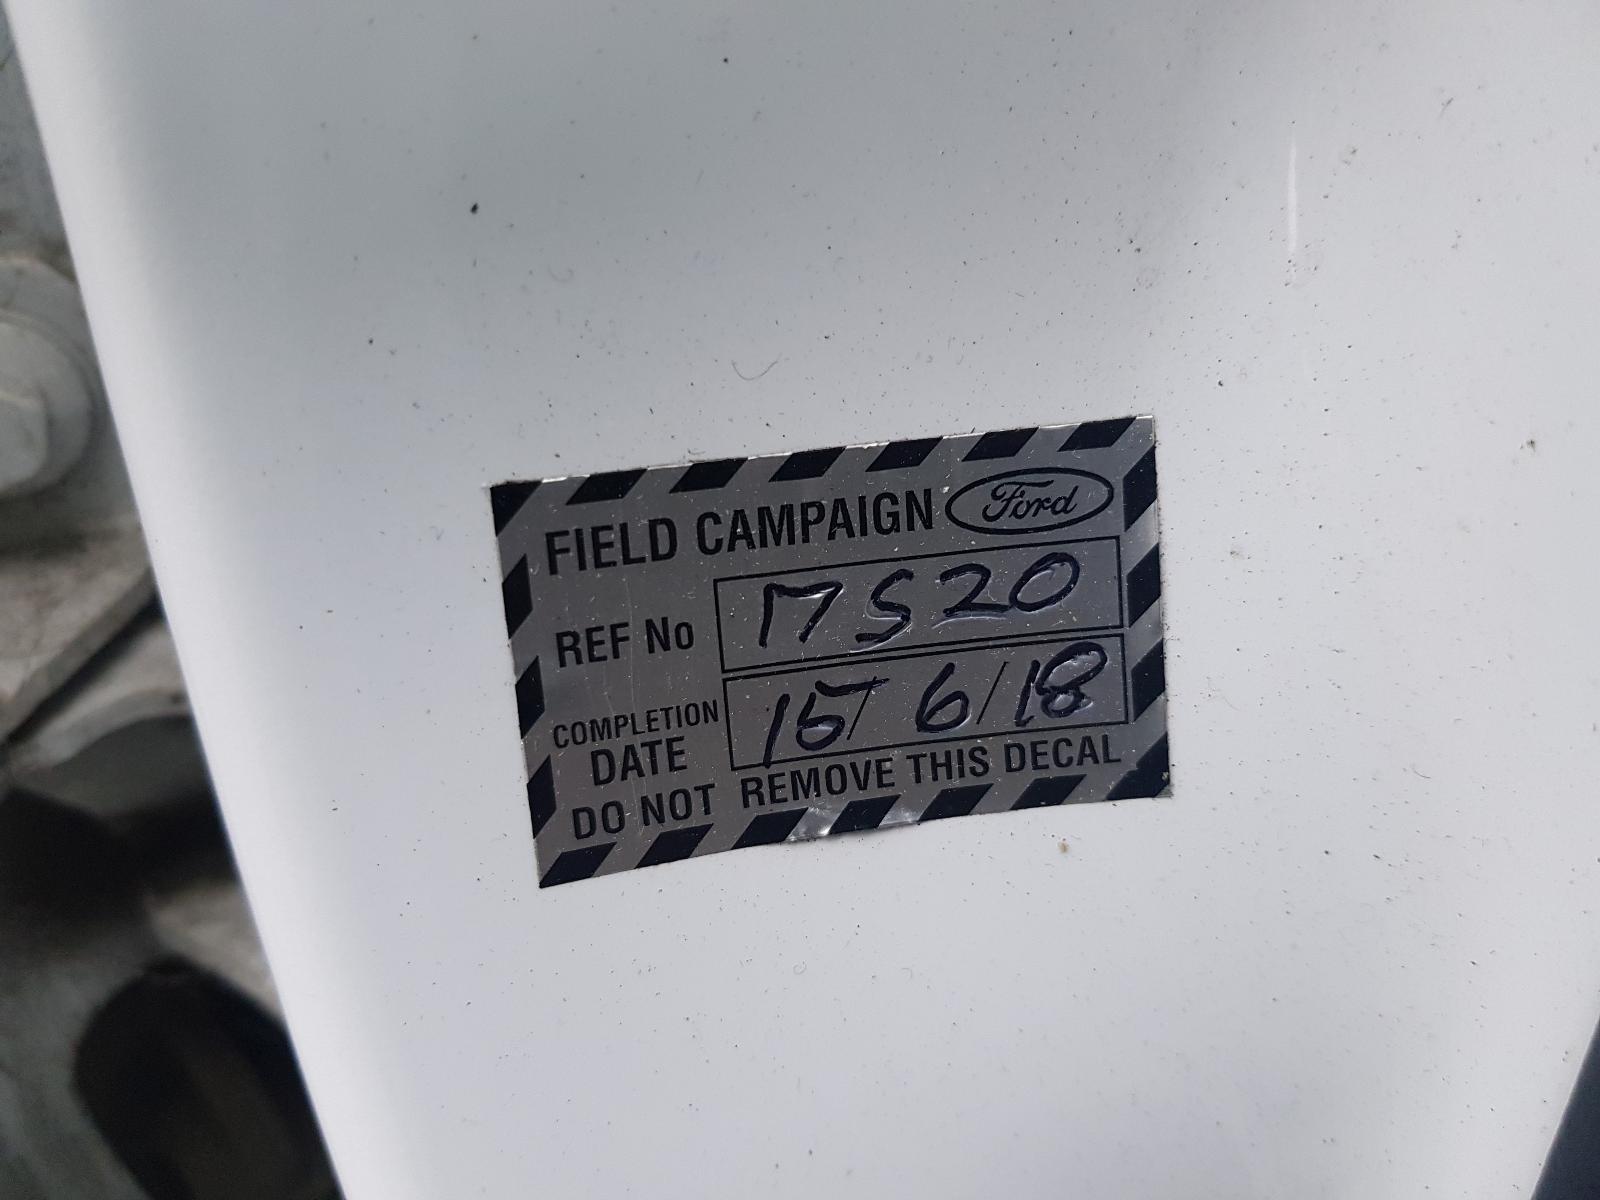 FIELD CAMPAIGN Ford
REF No 17S20
COMPLETION DATE 15/6/18
DO NOT REMOVE THIS DECAL